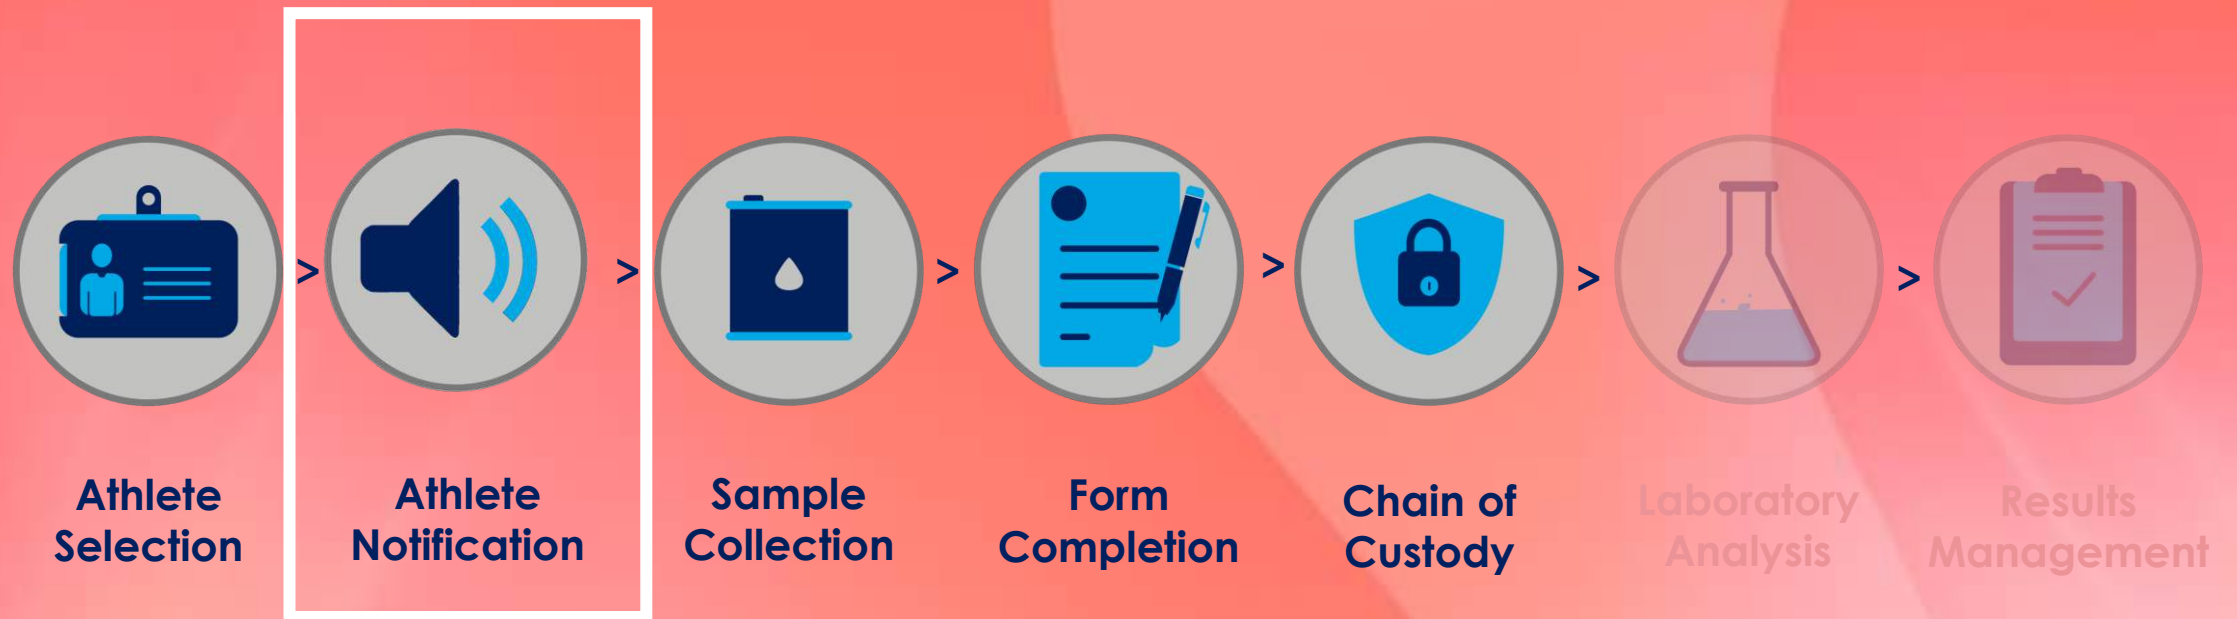 Athlete
Selection
>
Athlete
Notification
>
Sample
Collection
>
Form
Completion
>
Chain of
Custody
>
Laboratory
Analysis
>
Results
Management